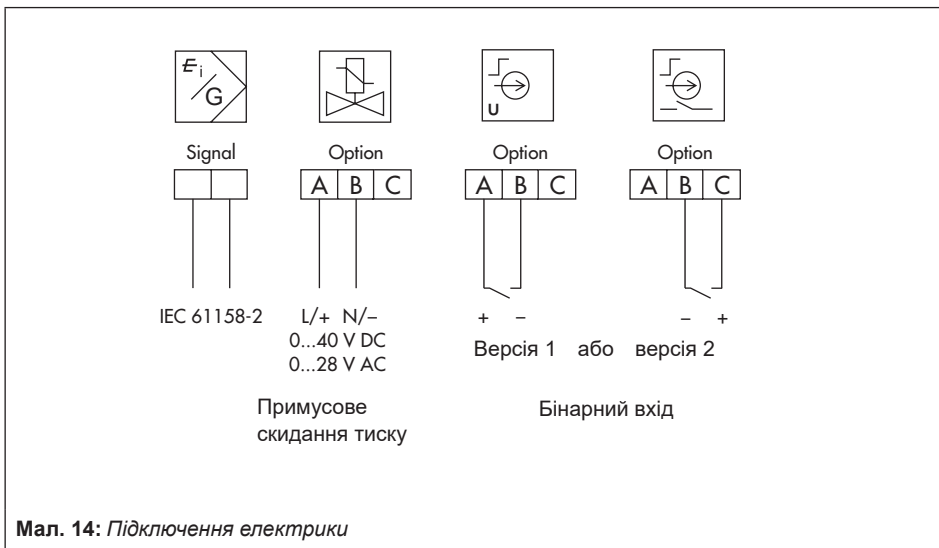 E i / G
U
Signal Option Option Option
A B C A B C A B C
IEC 61158-2 L/+ N/– + – – +
0...40 V DC
0...28 V AC
Версія 1 або версія 2
Примусове
скидання тиску
Бінарний вхід
Мал. 14: Підключення електрики